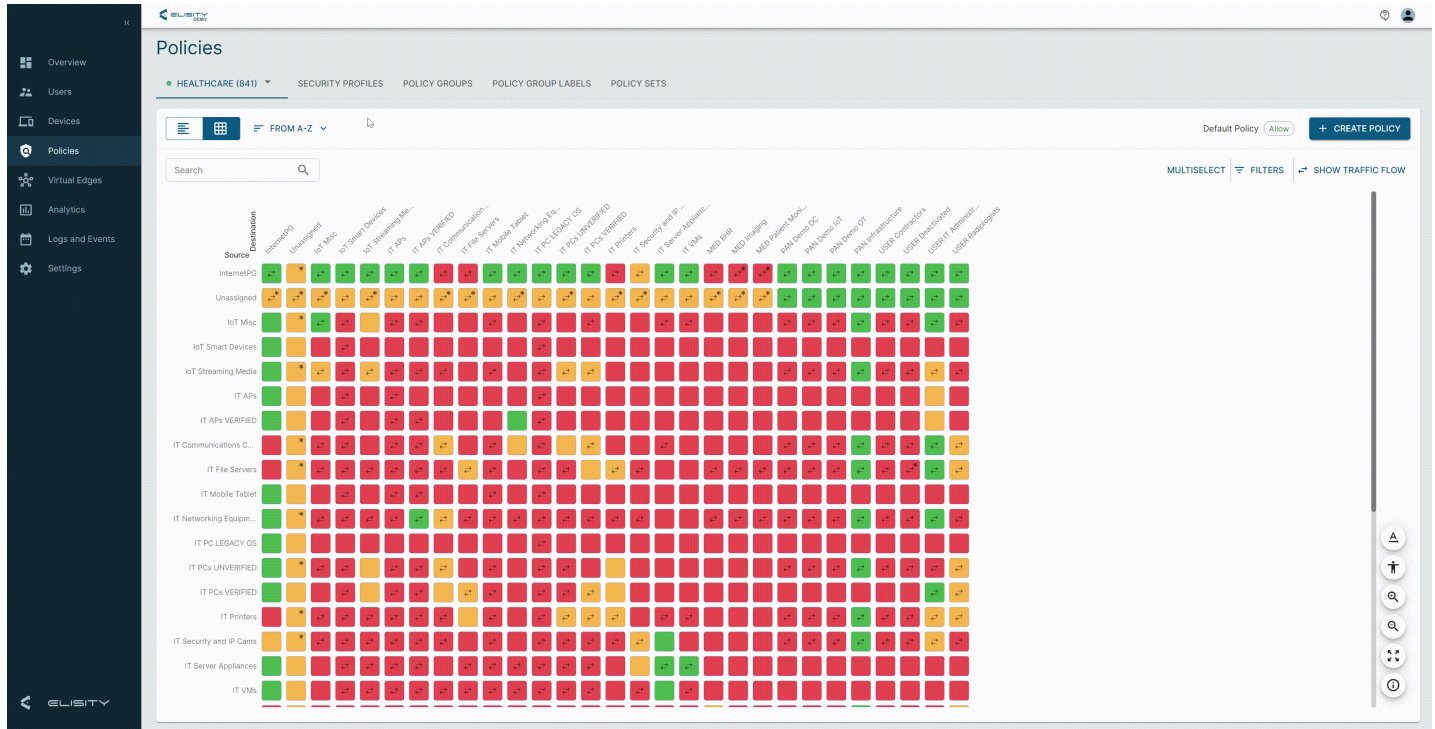 ELISITY
DEMO
Policies
Overview
Users
Devices
Policies
Virtual Edges
Analytics
Logs and Events
Settings
ELISITY
HEALTHCARE (841)
SECURITY PROFILES
POLICY GROUPS
POLICY GROUP LABELS
POLICY SETS
FROM A-Z
Default Policy
Allow
+ CREATE POLICY
Search
MULTISELECT
FILTERS
SHOW TRAFFIC FLOW
Destination
Source
InternetPG
Unassigned
IoT Misc
IoT Smart Devices
IoT Streaming Me...
IT APs
IT APs VERIFIED
IT Communication...
IT File Servers
IT Mobile Tablet
IT Networking Eq...
IT PC LEGACY OS
IT PCs UNVERIFIED
IT PCs VERIFIED
IT Printers
IT Security and IP ...
IT Server Applianc...
IT VMs
MED EHR
MED Imaging
MED Patient Moni...
PAN Demo DC
PAN Demo IoT
PAN Demo OT
PAN Infrastructure
USER Contractors
USER Deactivated
USER IT Administr...
USER Radiologists
InternetPG
Unassigned
IoT Misc
IoT Smart Devices
IoT Streaming Media
IT APs
IT APs VERIFIED
IT Communications C...
IT File Servers
IT Mobile Tablet
IT Networking Equipm...
IT PC LEGACY OS
IT PCs UNVERIFIED
IT PCs VERIFIED
IT Printers
IT Security and IP Cams
IT Server Appliances
IT VMs